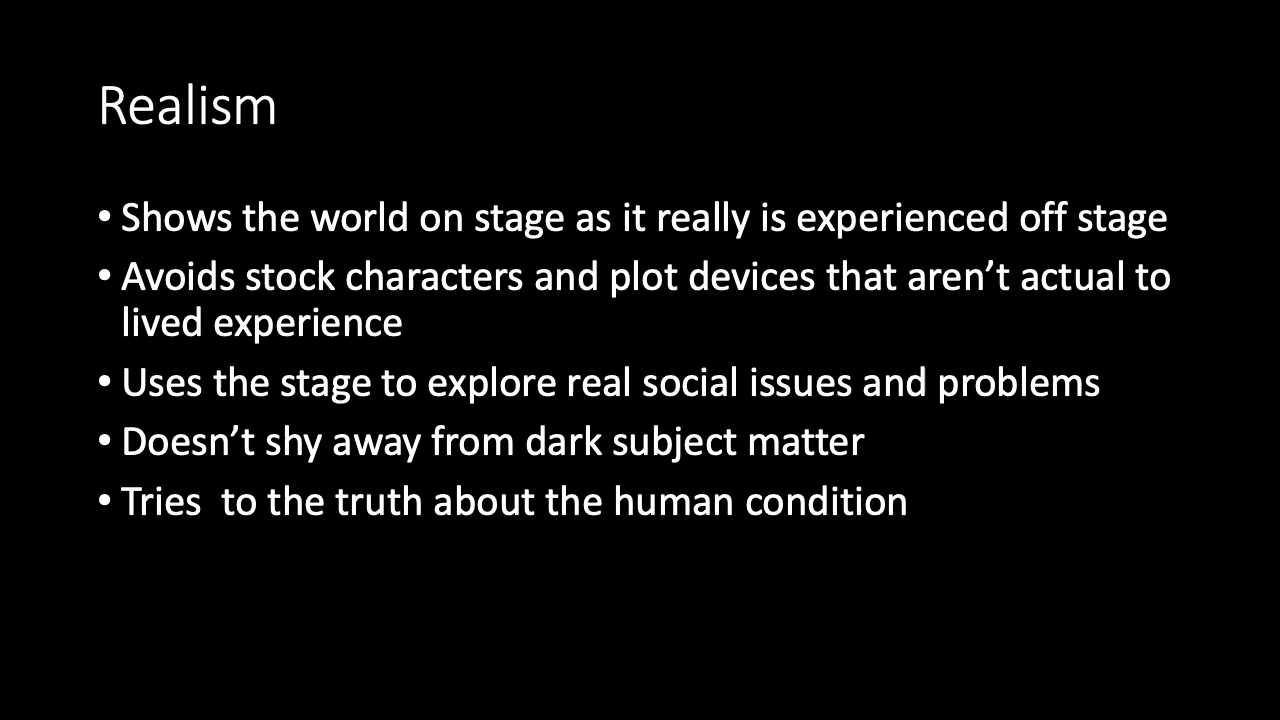 Realism
• Shows the world on stage as it really is experienced off stage
• Avoids stock characters and plot devices that aren’t actual to
lived experience
• Uses the stage to explore real social issues and problems
• Doesn’t shy away from dark subject matter
• Tries  to the truth about the human condition